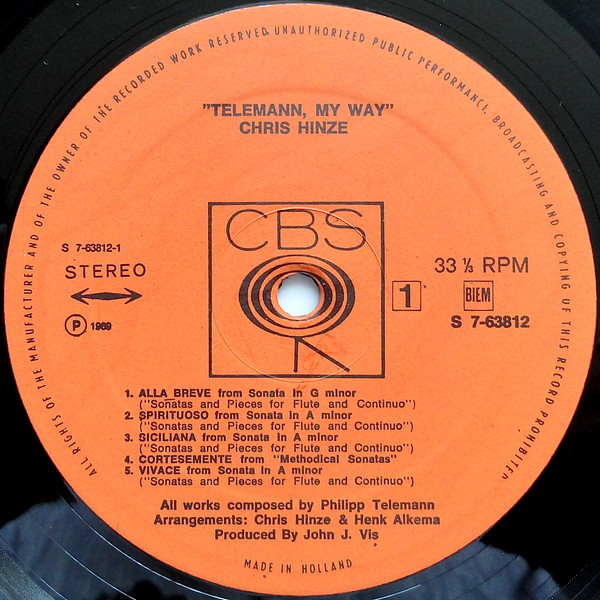 ALL RIGHTS OF THE MANUFACTURER AND OF THE OWNER OF THE RECORDED WORK RESERVED. UNAUTHORIZED PUBLIC PERFORMANCE, BROADCASTING AND COPYING OF THIS RECORD PROHIBITED
"TELEMANN, MY WAY"
CHRIS HINZE
CBS
S 7-63812-1
STEREO
33 ⅓ RPM
1
BIEM
Ⓟ 1969
S 7-63812
1. ALLA BREVE from Sonata in G minor
("Sonatas and Pieces for Flute and Continuo")
2. SPIRITUOSO from Sonata in A minor
("Sonatas and Pieces for Flute and Continuo")
3. SICILIANA from Sonata in A minor
("Sonatas and Pieces for Flute and Continuo")
4. CORTESEMENTE from "Methodical Sonatas"
5. VIVACE from Sonata in A minor
("Sonatas and Pieces for Flute and Continuo")
All works composed by Philipp Telemann
Arrangements: Chris Hinze & Henk Alkema
Produced By John J. Vis
MADE IN HOLLAND